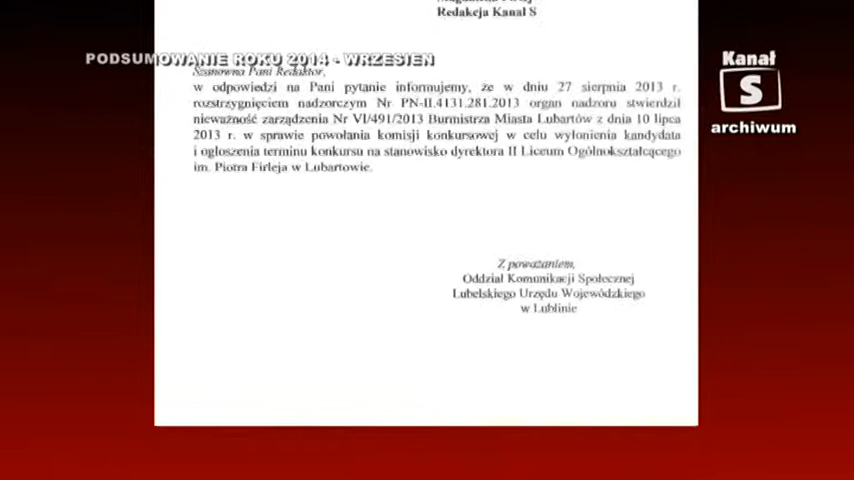 Redakcja Kanał S
PODSUMOWANIE ROKU 2014 - WRZESIEŃ
Kanał
S
archiwum
Szanowna Pani Redaktor,
w odpowiedzi na Pani pytanie informujemy, że w dniu 27 sierpnia 2013 r.
rozstrzygnięciem nadzorczym Nr PN-II.4131.281.2013 organ nadzoru stwierdził
nieważność zarządzenia Nr VI/491/2013 Burmistrza Miasta Lubartów z dnia 10 lipca
2013 r. w sprawie powołania komisji konkursowej w celu wyłonienia kandydata
i ogłoszenia terminu konkursu na stanowisko dyrektora II Liceum Ogólnokształcącego
im. Piotra Firleja w Lubartowie.
Z poważaniem,
Oddział Komunikacji Społecznej
Lubelskiego Urzędu Wojewódzkiego
w Lublinie